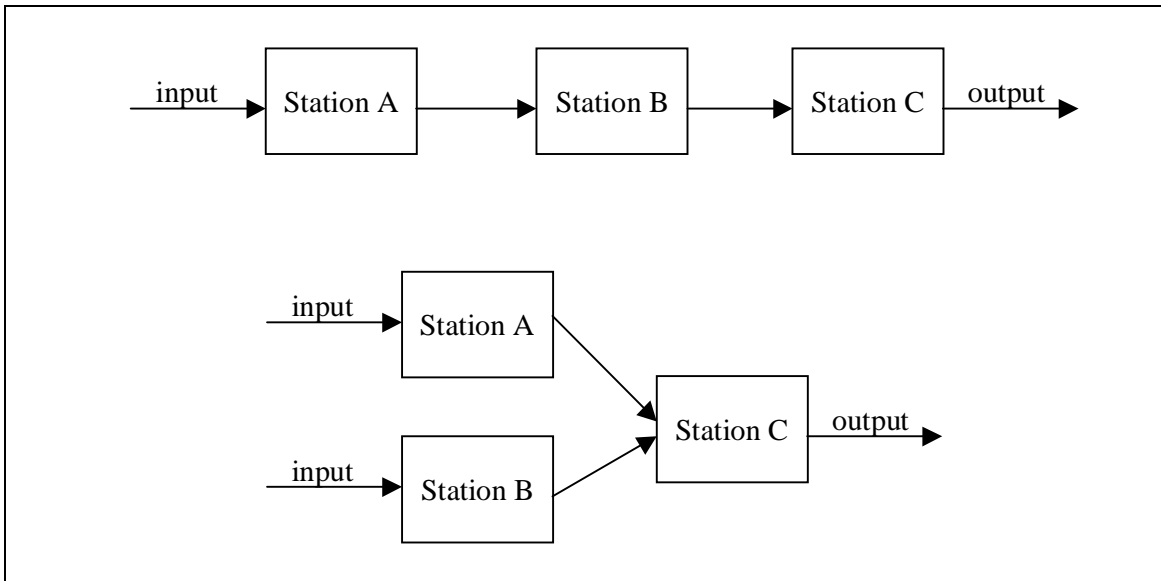 input Station A Station B Station C output
input Station A
Station C output
input Station B